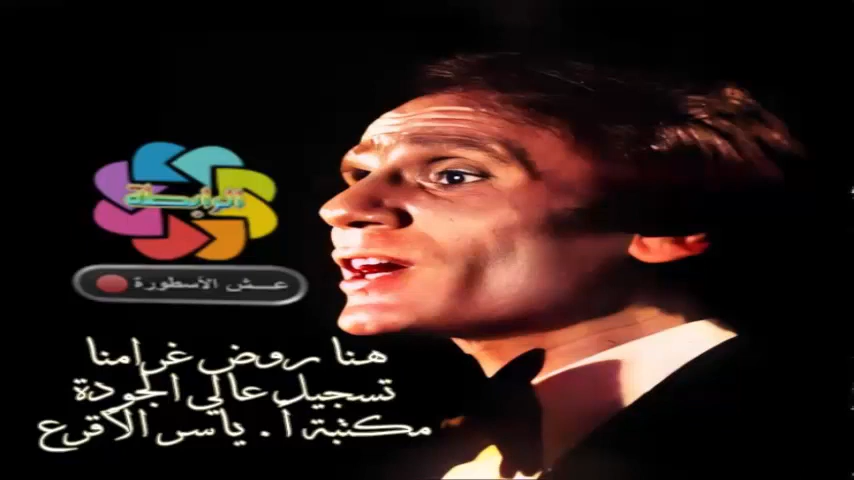 الرابطة
عش الأسطورة
هنا روض غرامنا
تسجيل عالي الجودة
مكتبة أ. ياسر الأقرع